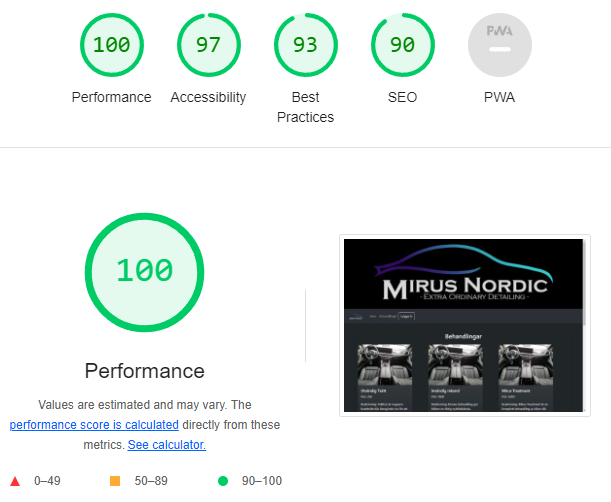 100
97
93
90
PWA
Performance
Accessibility
Best
Practices
SEO
PWA
100
Performance
Values are estimated and may vary. The
performance score is calculated directly from these
metrics. See calculator.
0–49
50–89
90–100
MIRUS NORDIC
- EXTRA ORDINARY DETAILING -
Logga in
Behandlingar